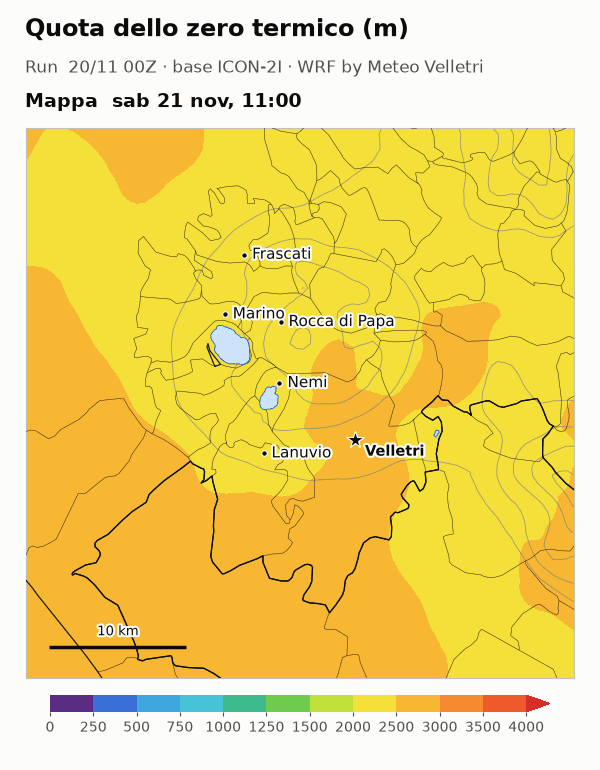 Quota dello zero termico (m)
Run  20/11 00Z · base ICON-2I · WRF by Meteo Velletri
Mappa  sab 21 nov, 11:00
Frascati
Marino
Rocca di Papa
Nemi
Velletri
Lanuvio
10 km
0 250 500 750 1000 1250 1500 2000 2500 3000 3500 4000